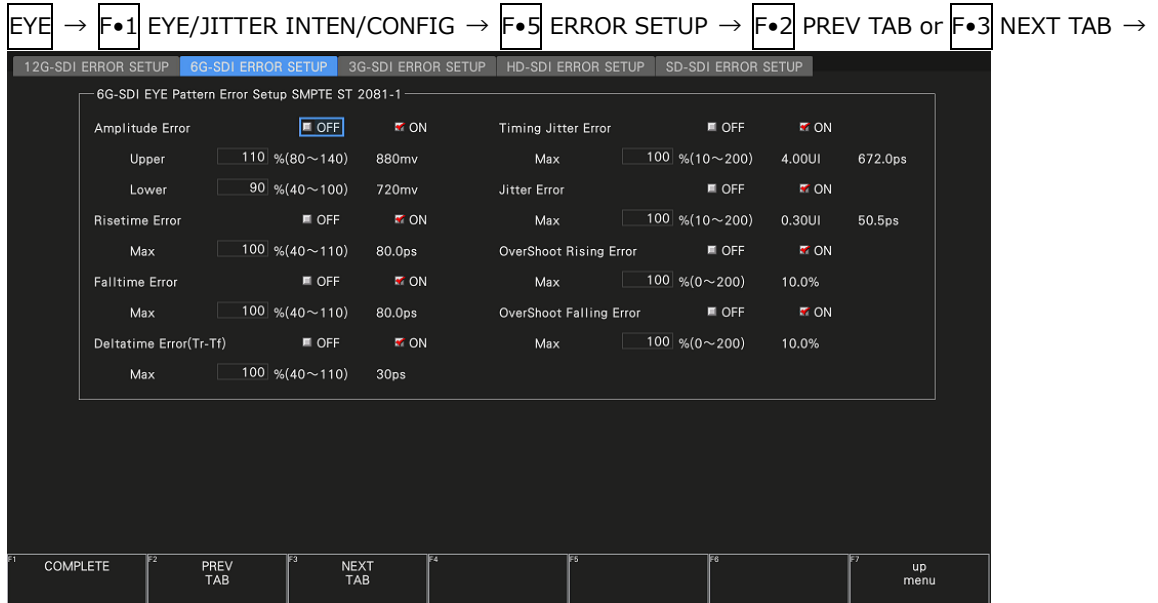 EYE → F•1 EYE/JITTER INTEN/CONFIG → F•5 ERROR SETUP → F•2 PREV TAB or F•3 NEXT TAB →
12G-SDI ERROR SETUP 6G-SDI ERROR SETUP 3G-SDI ERROR SETUP HD-SDI ERROR SETUP SD-SDI ERROR SETUP
6G-SDI EYE Pattern Error Setup SMPTE ST 2081-1
Amplitude Error OFF ON Timing Jitter Error OFF ON
Upper 110 %(80~140) 880mv Max 100 %(10~200) 4.00UI 672.0ps
Lower 90 %(40~100) 720mv Jitter Error OFF ON
Risetime Error OFF ON Max 100 %(10~200) 0.30UI 50.5ps
Max 100 %(40~110) 80.0ps OverShoot Rising Error OFF ON
Falltime Error OFF ON Max 100 %(0~200) 10.0%
Max 100 %(40~110) 80.0ps OverShoot Falling Error OFF ON
Deltatime Error(Tr-Tf) OFF ON Max 100 %(0~200) 10.0%
Max 100 %(40~110) 30ps
F1 COMPLETE F2 PREV TAB F3 NEXT TAB F4 F5 F6 F7 up menu